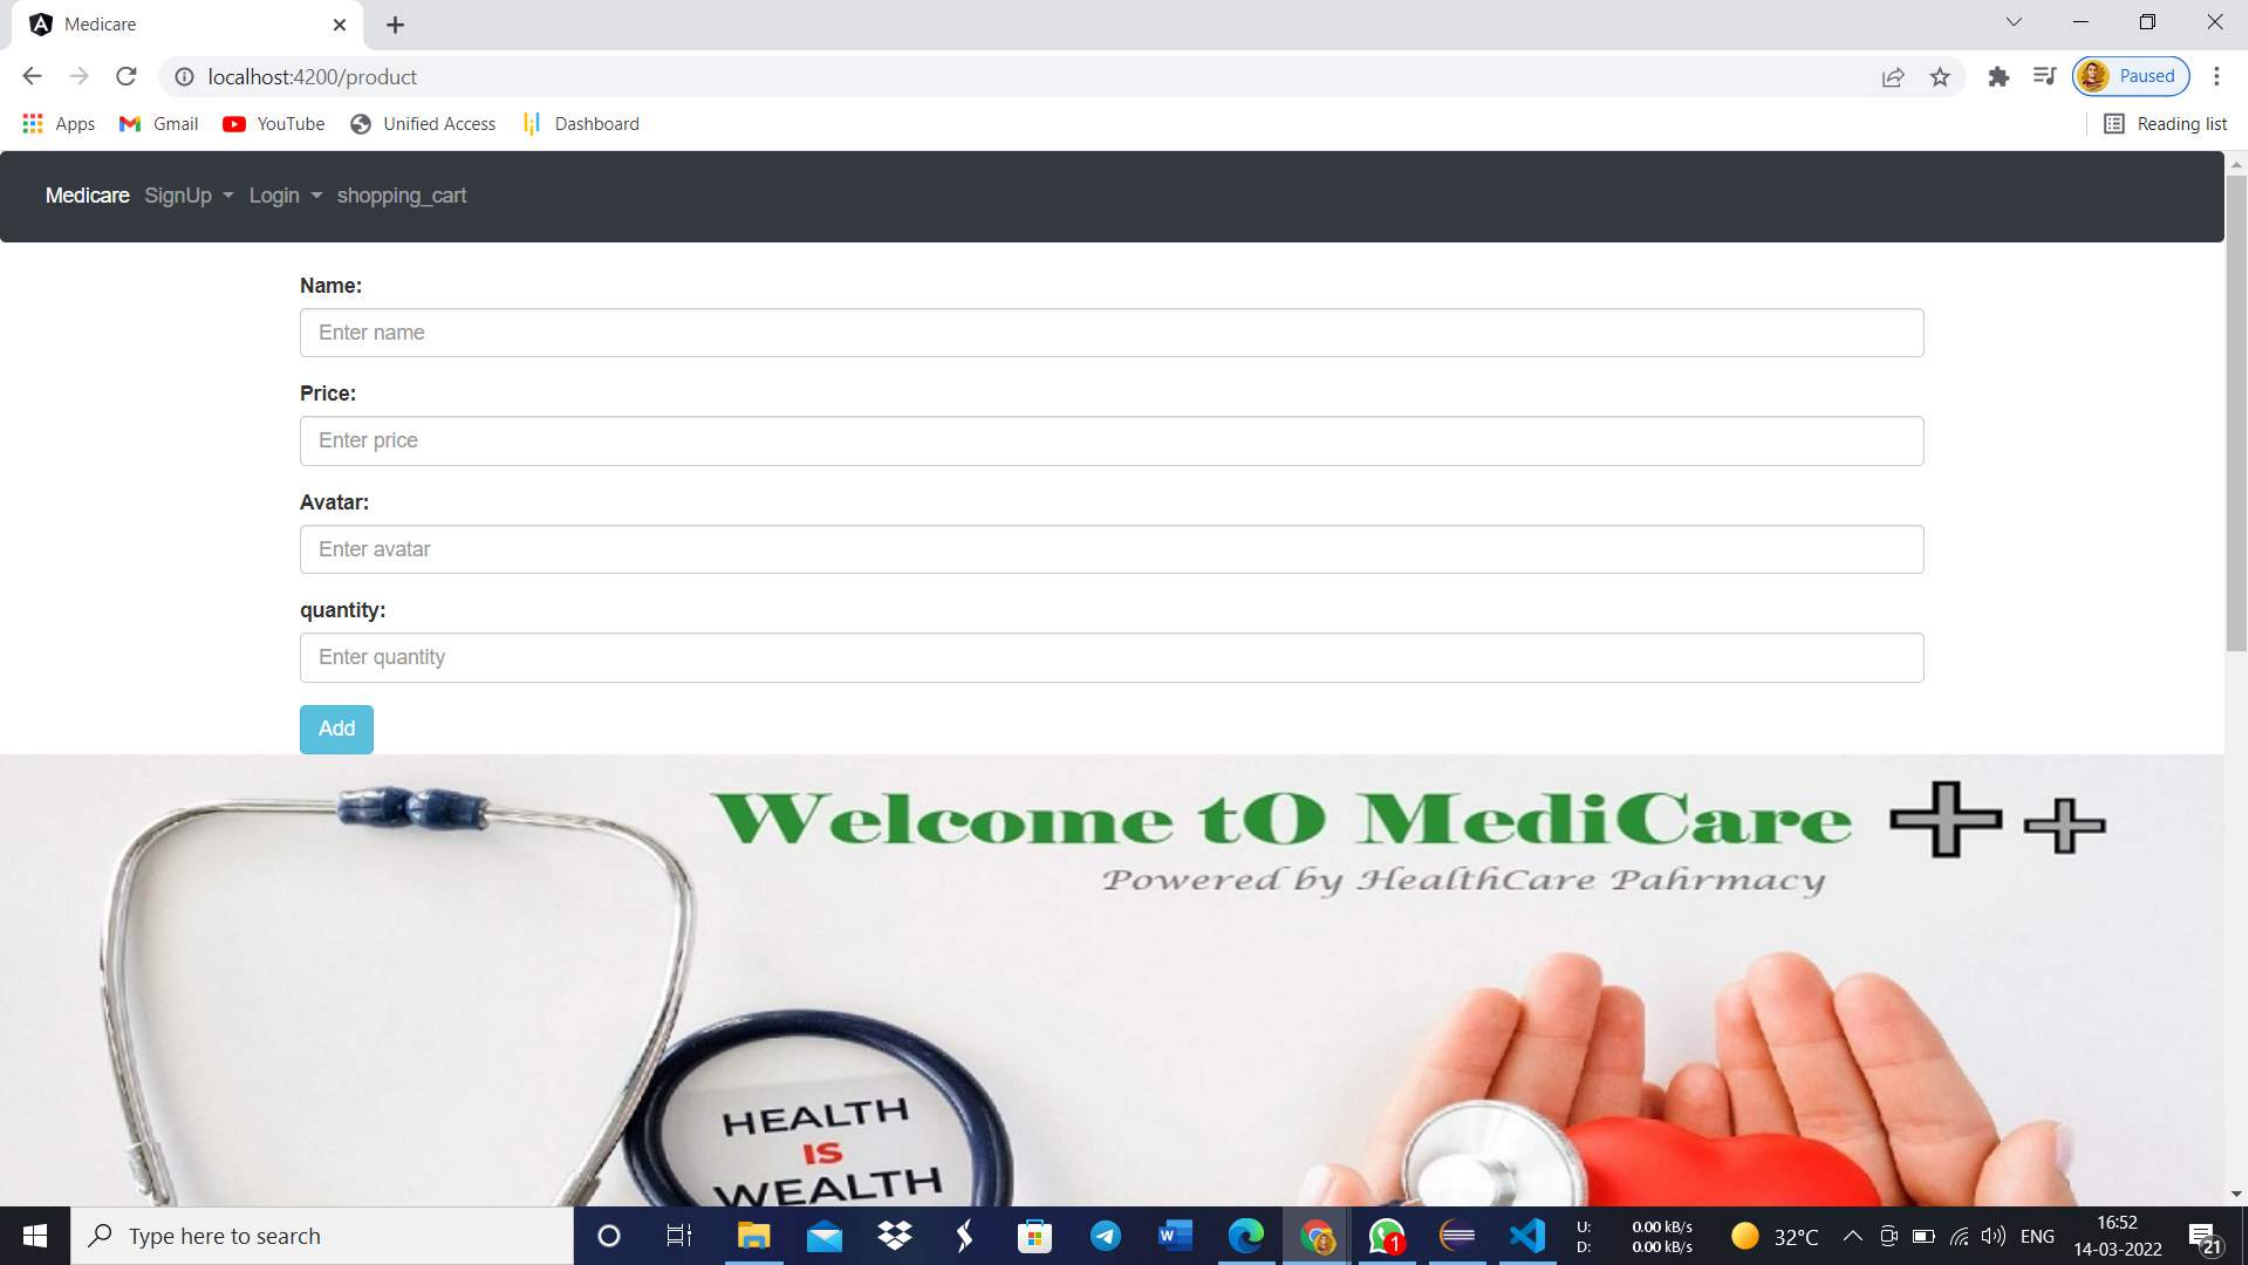 Medicare
localhost:4200/product
Paused
Apps Gmail YouTube Unified Access Dashboard Reading list
Medicare SignUp Login shopping_cart
Name:
Enter name
Price:
Enter price
Avatar:
Enter avatar
quantity:
Enter quantity
Add
Welcome tO MediCare
Powered by HealthCare Pahrmacy
HEALTH
IS
WEALTH
Type here to search
U: 0.00 kB/s
D: 0.00 kB/s
32°C
ENG
16:52
14-03-2022
1
21